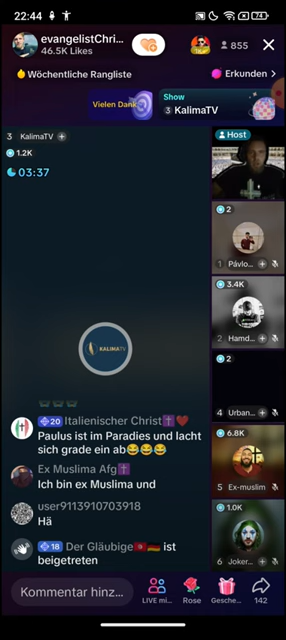 22:44
74
evangelistChri...
46.5K Likes
855
Wöchentliche Rangliste
Erkunden
Vielen Dank
Show
3 KalimaTV
3 KalimaTV
1.2K
03:37
Host
2
1 Pávlo...
3.4K
2 Hamd...
2
4 Urban...
6.8K
5 Ex-muslim
1.0K
6 Joker...
KALIMATV
20 Italienischer Christ✝️❤️
Paulus ist im Paradies und lacht
sich grade ein ab😂😂😂
Ex Muslima Afg✝️
Ich bin ex Muslima und
user9113910703918
Hä
18 Der Gläubige🇹🇳🇩🇪 ist
beigetreten
Kommentar hinz...
LIVE mi...
Rose
Gesche...
142